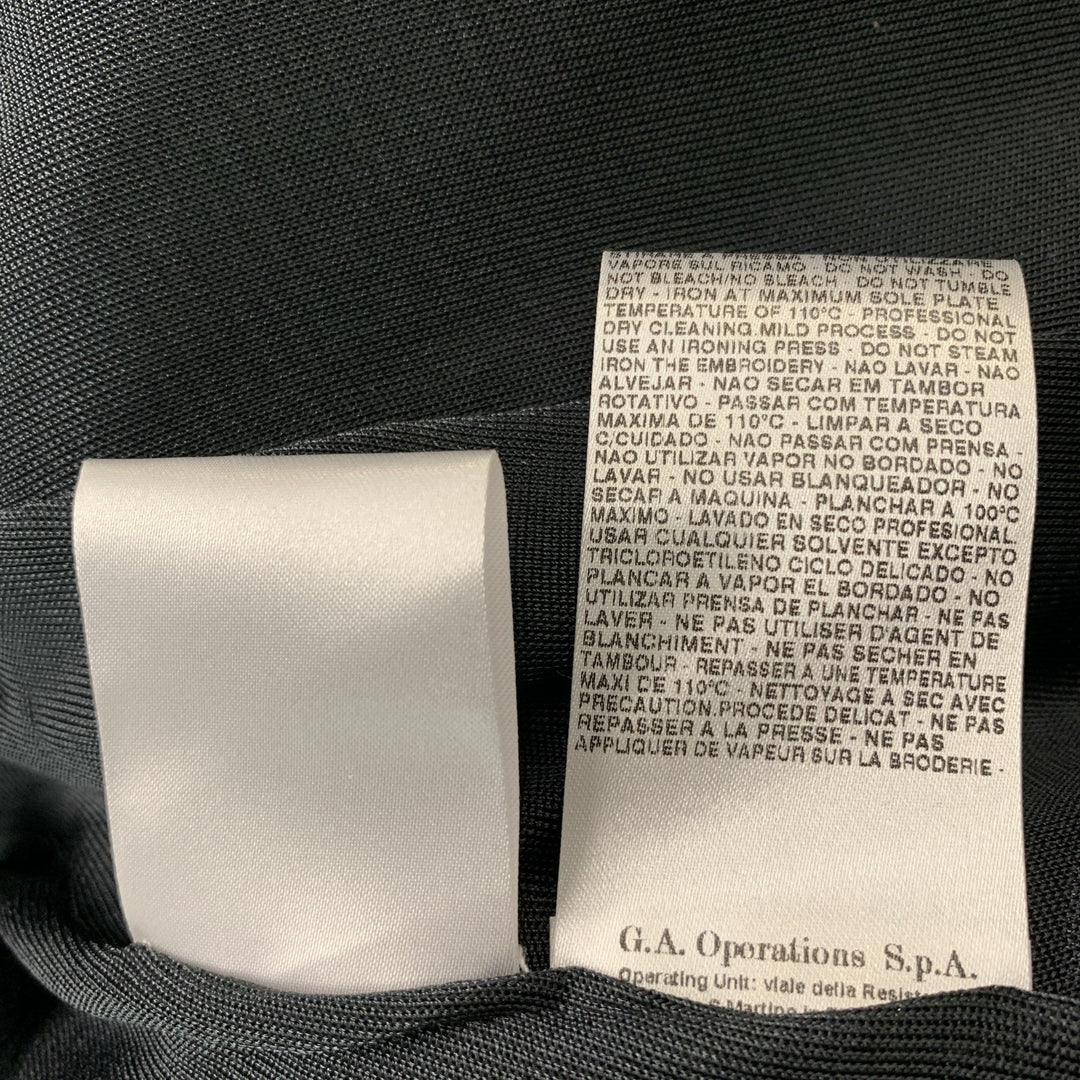 STIRARE A PRESSA - NON UTILIZZARE
VAPORE SUL RICAMO - DO NOT WASH - DO
NOT BLEACH/NO BLEACH - DO NOT TUMBLE
DRY - IRON AT MAXIMUM SOLE PLATE
TEMPERATURE OF 110°C - PROFESSIONAL
DRY CLEANING.MILD PROCESS - DO NOT
USE AN IRONING PRESS - DO NOT STEAM
IRON THE EMBROIDERY - NAO LAVAR - NAO
ALVEJAR - NAO SECAR EM TAMBOR
ROTATIVO - PASSAR COM TEMPERATURA
MAXIMA DE 110°C - LIMPAR A SECO
C/CUIDADO - NAO PASSAR COM PRENSA -
NAO UTILIZAR VAPOR NO BORDADO - NO
LAVAR - NO USAR BLANQUEADOR - NO
SECAR A MAQUINA - PLANCHAR A 100°C
MAXIMO - LAVADO EN SECO PROFESIONAL.
USAR CUALQUIER SOLVENTE EXCEPTO
TRICLOROETILENO CICLO DELICADO - NO
PLANCAR A VAPOR EL BORDADO - NO
UTILIZAR PRENSA DE PLANCHAR - NE PAS
LAVER - NE PAS UTILISER D'AGENT DE
BLANCHIMENT - NE PAS SECHER EN
TAMBOUR - REPASSER A UNE TEMPERATURE
MAXI DE 110°C - NETTOYAGE A SEC AVEC
PRECAUTION.PROCEDE DELICAT - NE PAS
REPASSER A LA PRESSE - NE PAS
APPLIQUER DE VAPEUR SUR LA BRODERIE -
G.A. Operations S.p.A.
Operating Unit: viale della Resist
S.Martino